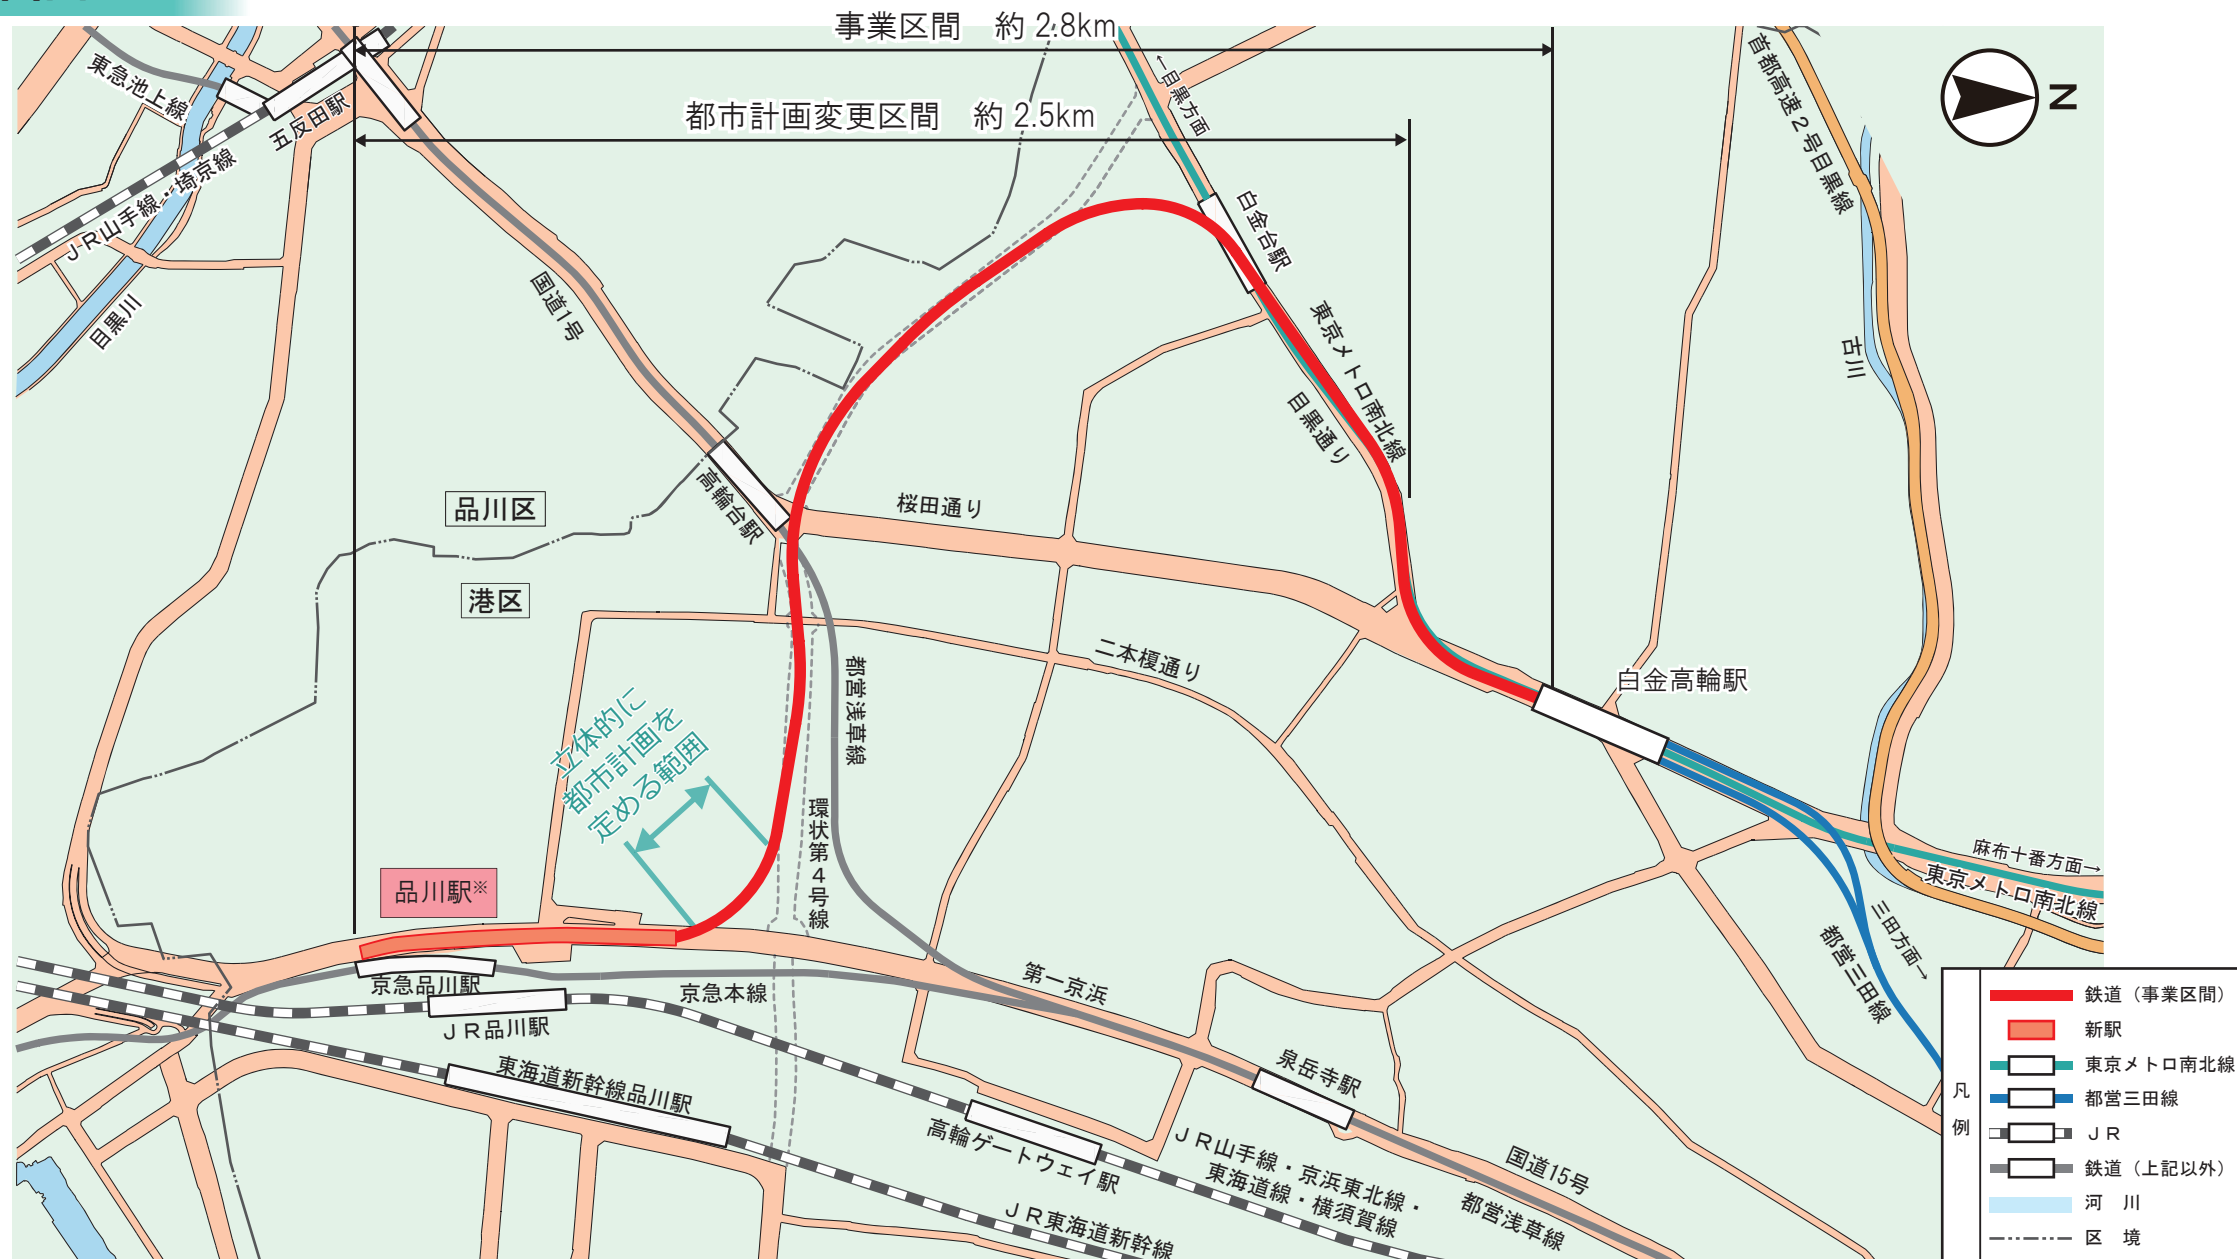 事業区間　約 2.8km
都市計画変更区間　約 2.5km
東急池上線
五反田駅
ＪＲ山手線・埼京線
目黒川
国道1号
←目黒方面
白金台駅
首都高速２号目黒線
N
古川
東京メトロ南北線
目黒通り
品川区
港区
高輪台駅
桜田通り
二本榎通り
白金高輪駅
都営浅草線
立体的に
都市計画を
定める範囲
環状第４号線
品川駅※
京急品川駅
ＪＲ品川駅
京急本線
東海道新幹線品川駅
第一京浜
泉岳寺駅
高輪ゲートウェイ駅
ＪＲ山手線・京浜東北線・
東海道線・横須賀線
ＪＲ東海道新幹線
国道15号
都営浅草線
麻布十番方面→
東京メトロ南北線
三田方面→
都営三田線
凡例
鉄道（事業区間）
新駅
東京メトロ南北線
都営三田線
ＪＲ
鉄道（上記以外）
河　川
区　境